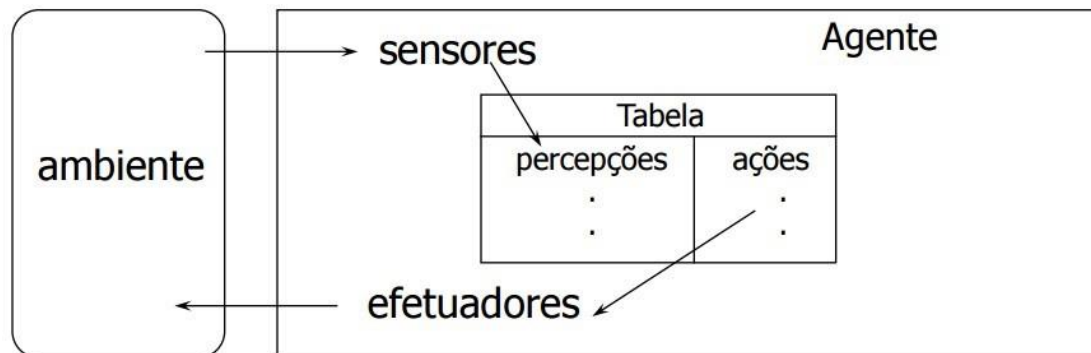 Agente
sensores
Tabela
percepções ações
. .
. .
ambiente
efetuadores